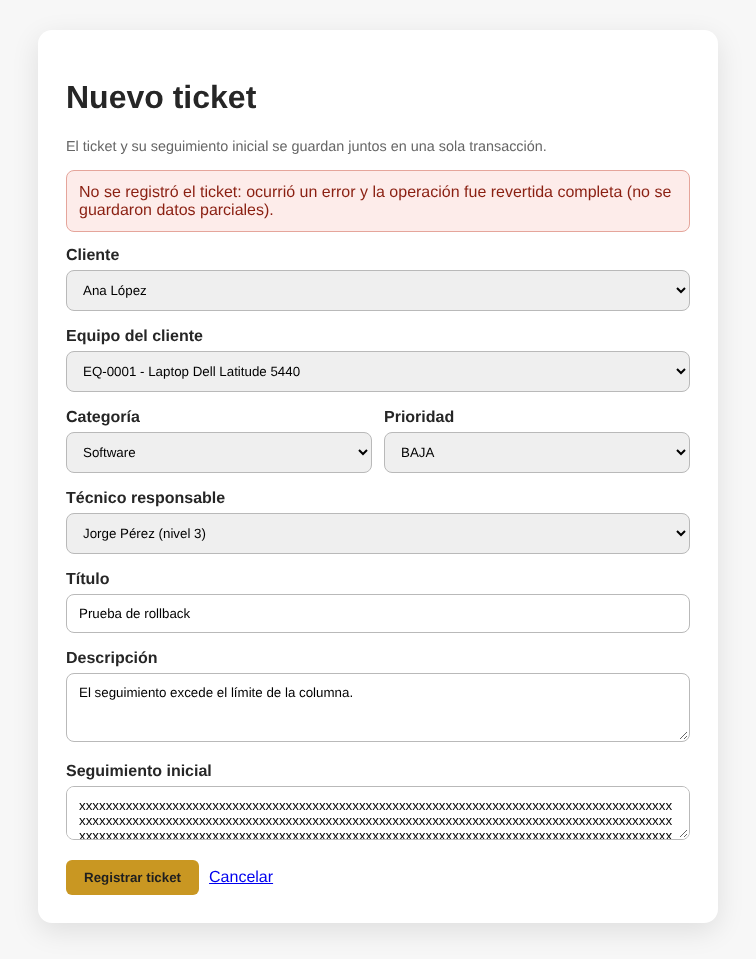 Nuevo ticket
El ticket y su seguimiento inicial se guardan juntos en una sola transacción.
No se registró el ticket: ocurrió un error y la operación fue revertida completa (no se
guardaron datos parciales).
Cliente
Ana López
Equipo del cliente
EQ-0001 - Laptop Dell Latitude 5440
Categoría
Prioridad
Software
BAJA
Técnico responsable
Jorge Pérez (nivel 3)
Título
Prueba de rollback
Descripción
El seguimiento excede el límite de la columna.
Seguimiento inicial
xxxxxxxxxxxxxxxxxxxxxxxxxxxxxxxxxxxxxxxxxxxxxxxxxxxxxxxxxxxxxxxxxxxxxxxxxxxxxxxxxxxxxxxxx
xxxxxxxxxxxxxxxxxxxxxxxxxxxxxxxxxxxxxxxxxxxxxxxxxxxxxxxxxxxxxxxxxxxxxxxxxxxxxxxxxxxxxxxxx
xxxxxxxxxxxxxxxxxxxxxxxxxxxxxxxxxxxxxxxxxxxxxxxxxxxxxxxxxxxxxxxxxxxxxxxxxxxxxxxxxxxxxxxxx
Registrar ticket
Cancelar